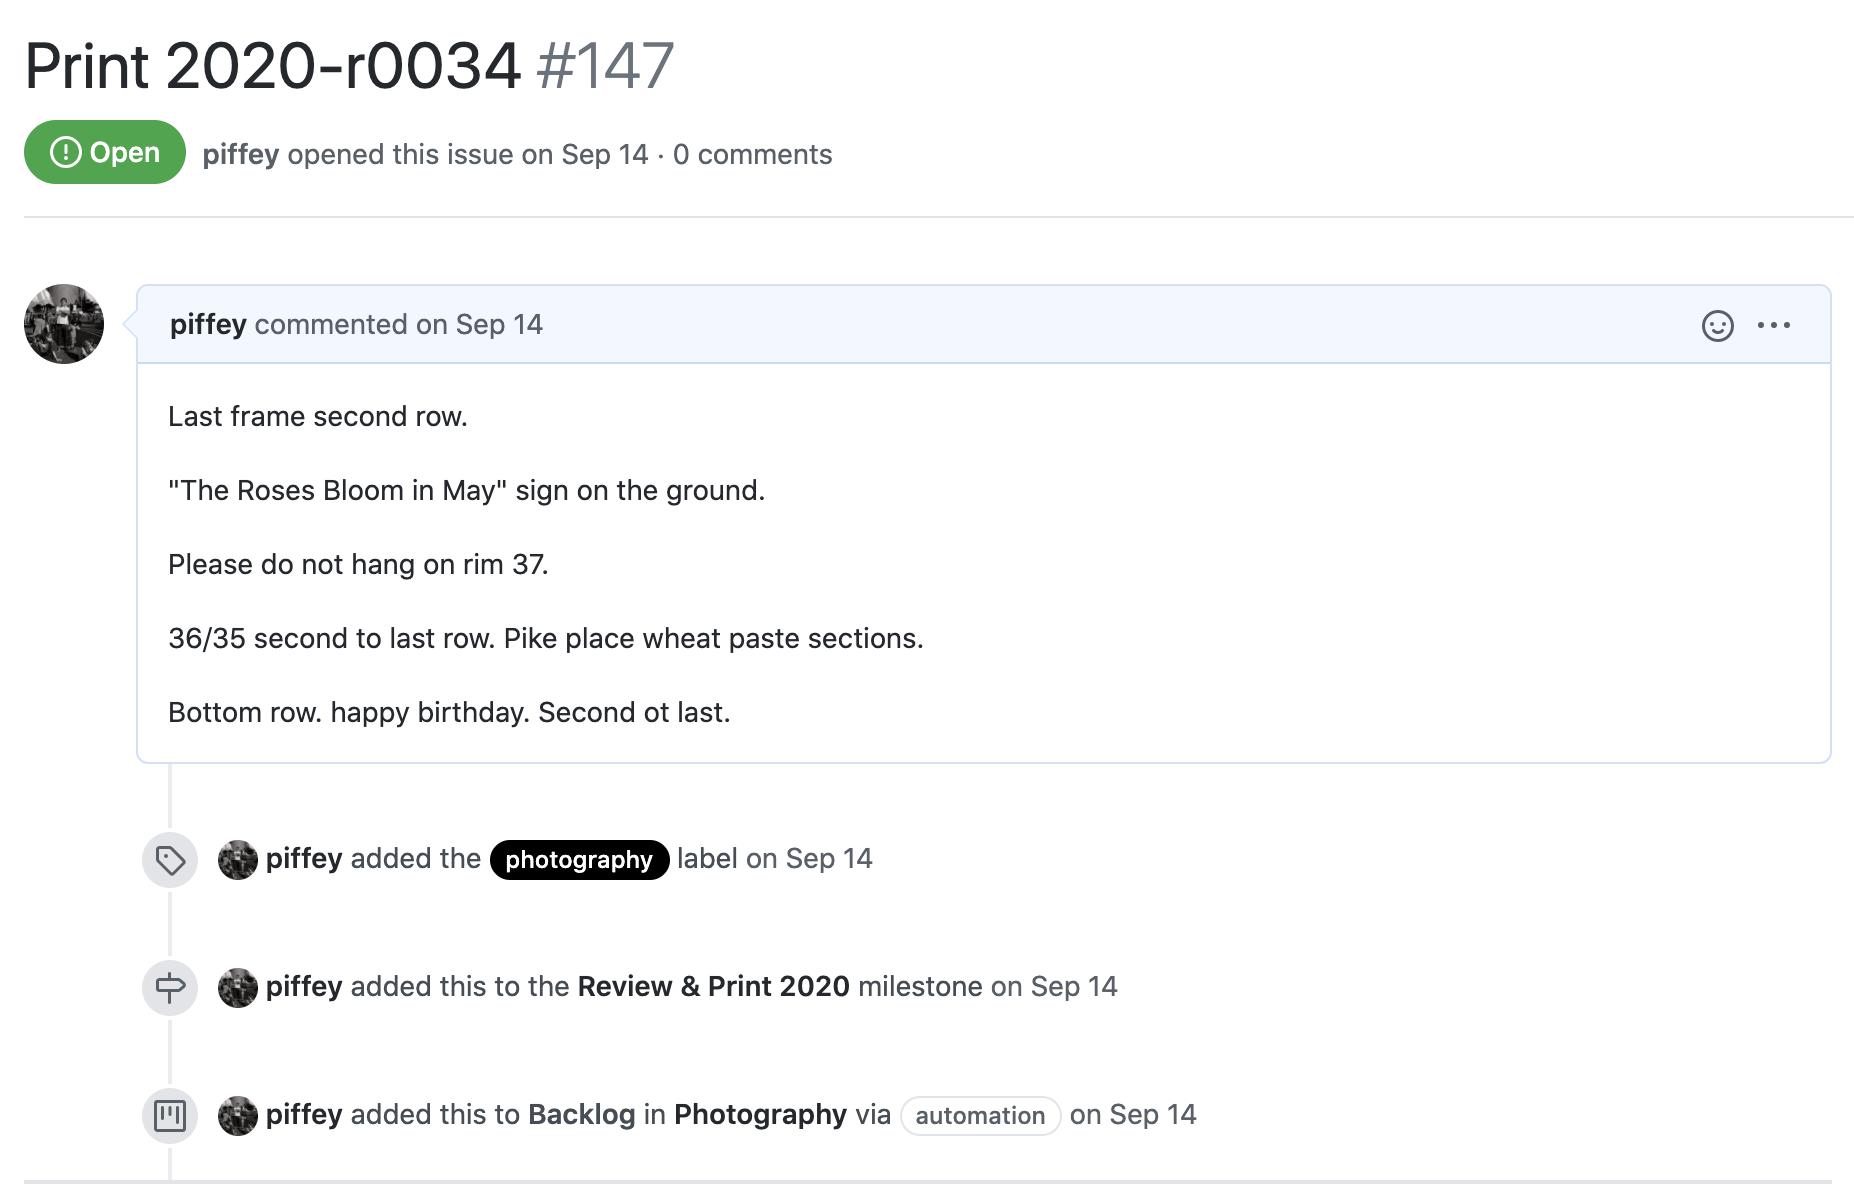 Print 2020-r0034 #147
Open piffey opened this issue on Sep 14 · 0 comments
piffey commented on Sep 14
Last frame second row.
"The Roses Bloom in May" sign on the ground.
Please do not hang on rim 37.
36/35 second to last row. Pike place wheat paste sections.
Bottom row. happy birthday. Second ot last.
piffey added the photography label on Sep 14
piffey added this to the Review & Print 2020 milestone on Sep 14
piffey added this to Backlog in Photography via automation on Sep 14